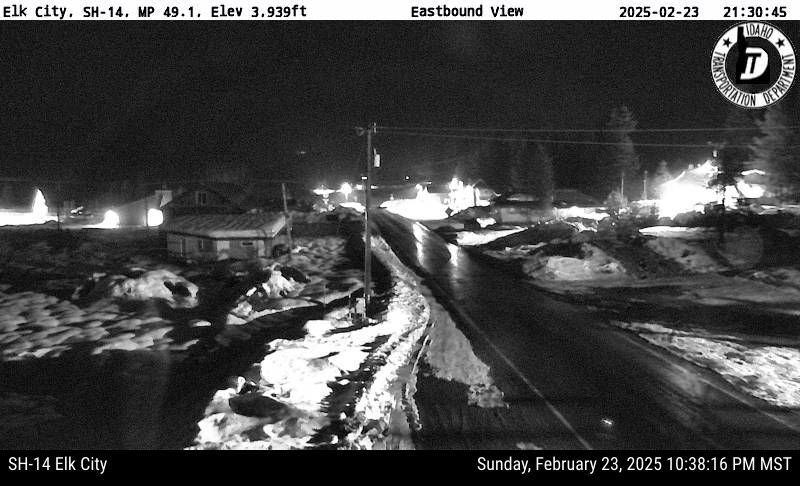 Elk City, SH-14, MP 49.1, Elev 3,939ft Eastbound View 2025-02-23 21:30:45
IDAHO
TRANSPORTATION DEPARTMENT
SH-14 Elk City Sunday, February 23, 2025 10:38:16 PM MST